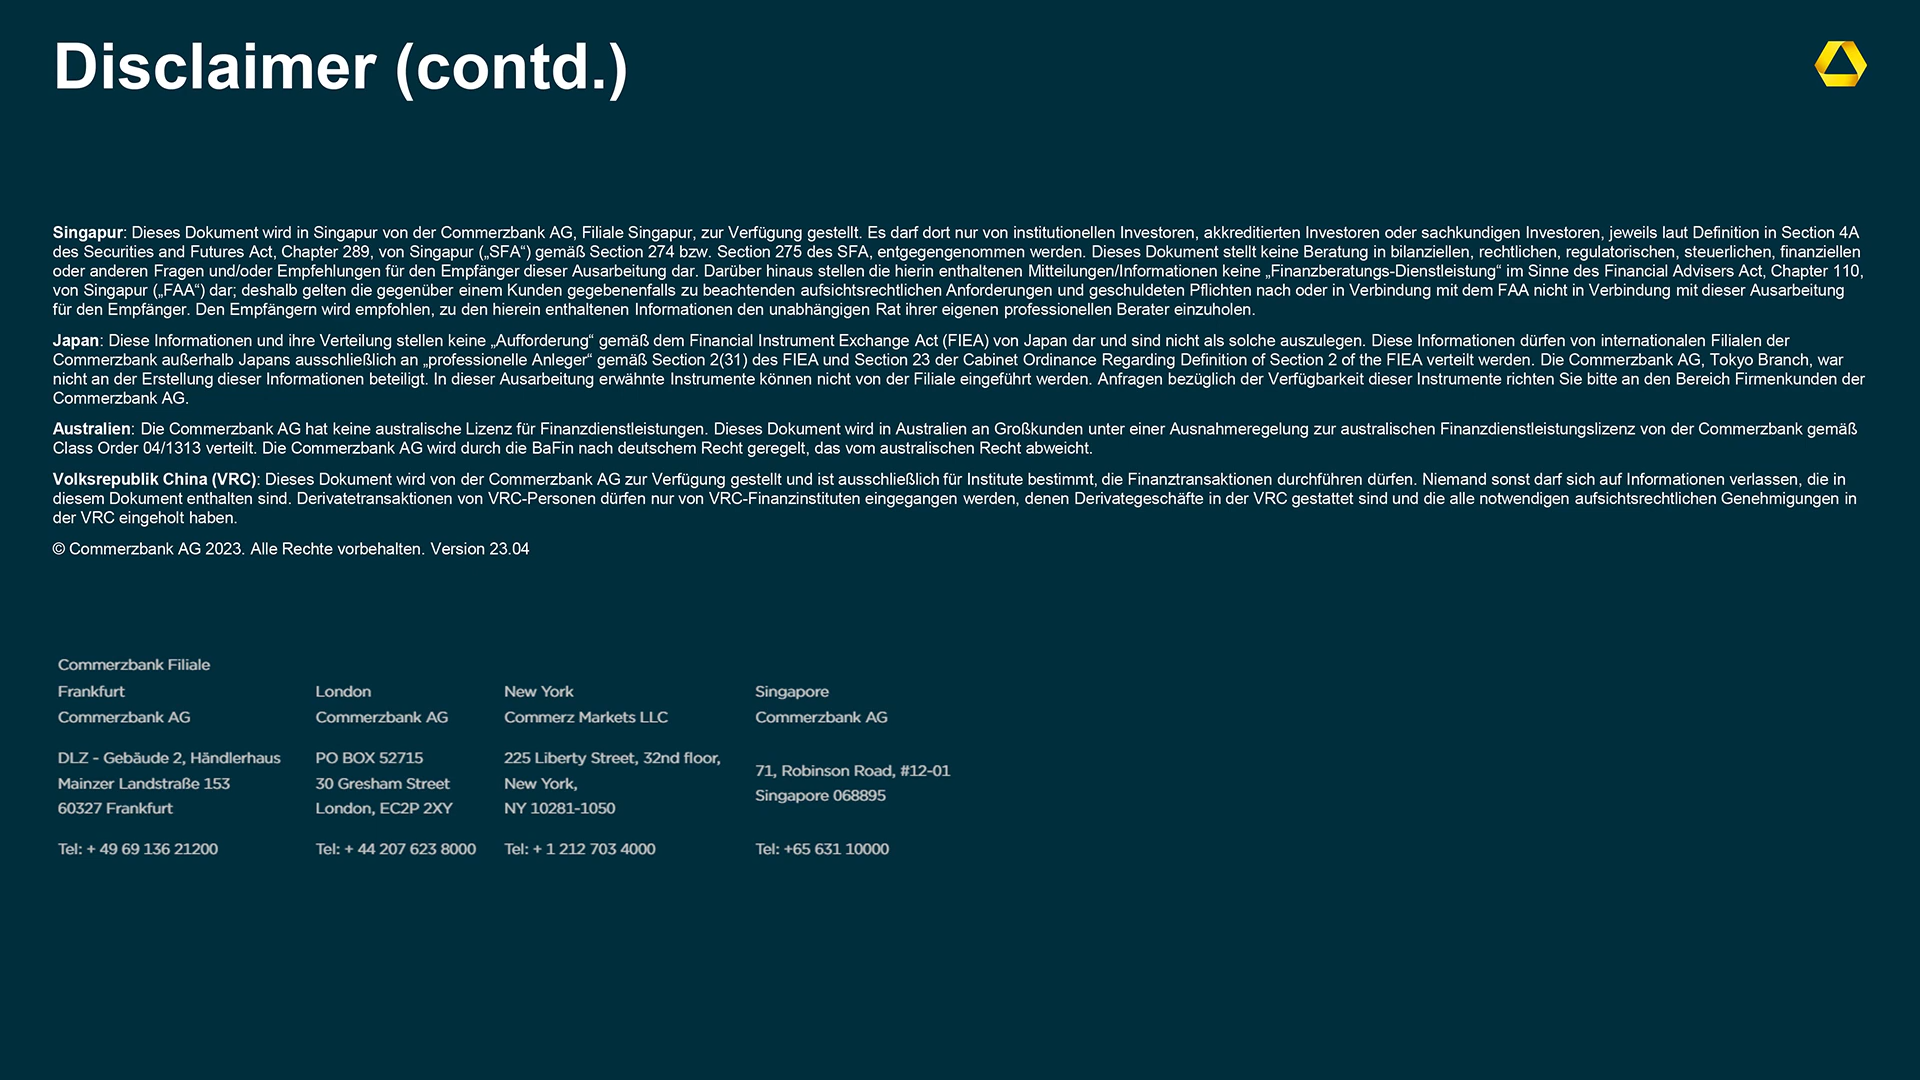 Disclaimer (contd.)
Singapur: Dieses Dokument wird in Singapur von der Commerzbank AG, Filiale Singapur, zur Verfügung gestellt. Es darf dort nur von institutionellen Investoren, akkreditierten Investoren oder sachkundigen Investoren, jeweils laut Definition in Section 4A
des Securities and Futures Act, Chapter 289, von Singapur („SFA“) gemäß Section 274 bzw. Section 275 des SFA, entgegengenommen werden. Dieses Dokument stellt keine Beratung in bilanziellen, rechtlichen, regulatorischen, steuerlichen, finanziellen
oder anderen Fragen und/oder Empfehlungen für den Empfänger dieser Ausarbeitung dar. Darüber hinaus stellen die hierin enthaltenen Mitteilungen/Informationen keine „Finanzberatungs-Dienstleistung“ im Sinne des Financial Advisers Act, Chapter 110,
von Singapur („FAA“) dar; deshalb gelten die gegenüber einem Kunden gegebenenfalls zu beachtenden aufsichtsrechtlichen Anforderungen und geschuldeten Pflichten nach oder in Verbindung mit dem FAA nicht in Verbindung mit dieser Ausarbeitung
für den Empfänger. Den Empfängern wird empfohlen, zu den hierein enthaltenen Informationen den unabhängigen Rat ihrer eigenen professionellen Berater einzuholen.
Japan: Diese Informationen und ihre Verteilung stellen keine „Aufforderung“ gemäß dem Financial Instrument Exchange Act (FIEA) von Japan dar und sind nicht als solche auszulegen. Diese Informationen dürfen von internationalen Filialen der
Commerzbank außerhalb Japans ausschließlich an „professionelle Anleger“ gemäß Section 2(31) des FIEA und Section 23 der Cabinet Ordinance Regarding Definition of Section 2 of the FIEA verteilt werden. Die Commerzbank AG, Tokyo Branch, war
nicht an der Erstellung dieser Informationen beteiligt. In dieser Ausarbeitung erwähnte Instrumente können nicht von der Filiale eingeführt werden. Anfragen bezüglich der Verfügbarkeit dieser Instrumente richten Sie bitte an den Bereich Firmenkunden der
Commerzbank AG.
Australien: Die Commerzbank AG hat keine australische Lizenz für Finanzdienstleistungen. Dieses Dokument wird in Australien an Großkunden unter einer Ausnahmeregelung zur australischen Finanzdienstleistungslizenz von der Commerzbank gemäß
Class Order 04/1313 verteilt. Die Commerzbank AG wird durch die BaFin nach deutschem Recht geregelt, das vom australischen Recht abweicht.
Volksrepublik China (VRC): Dieses Dokument wird von der Commerzbank AG zur Verfügung gestellt und ist ausschließlich für Institute bestimmt, die Finanztransaktionen durchführen dürfen. Niemand sonst darf sich auf Informationen verlassen, die in
diesem Dokument enthalten sind. Derivatetransaktionen von VRC-Personen dürfen nur von VRC-Finanzinstituten eingegangen werden, denen Derivategeschäfte in der VRC gestattet sind und die alle notwendigen aufsichtsrechtlichen Genehmigungen in
der VRC eingeholt haben.
© Commerzbank AG 2023. Alle Rechte vorbehalten. Version 23.04
Commerzbank Filiale
Frankfurt
Commerzbank AG
DLZ - Gebäude 2, Händlerhaus
Mainzer Landstraße 153
60327 Frankfurt
Tel: + 49 69 136 21200
London
Commerzbank AG
PO BOX 52715
30 Gresham Street
London, EC2P 2XY
Tel: + 44 207 623 8000
New York
Commerz Markets LLC
225 Liberty Street, 32nd floor,
New York,
NY 10281-1050
Tel: + 1 212 703 4000
Singapore
Commerzbank AG
71, Robinson Road, #12-01
Singapore 068895
Tel: +65 631 10000